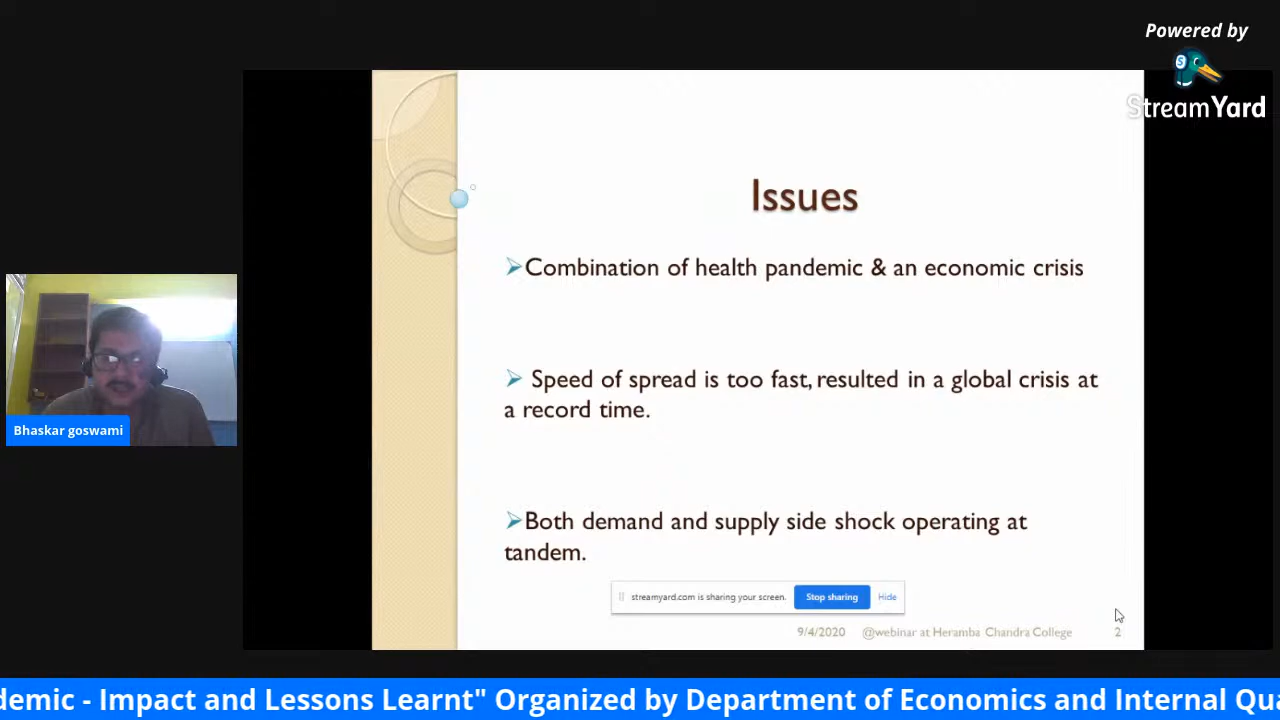 Powered by
StreamYard
Issues
➢Combination of health pandemic & an economic crisis
➢ Speed of spread is too fast, resulted in a global crisis at
a record time.
➢Both demand and supply side shock operating at
tandem.
Bhaskar goswami
streamyard.com is sharing your screen. Stop sharing Hide
9/4/2020 @webinar at Heramba Chandra College 2
demic - Impact and Lessons Learnt" Organized by Department of Economics and Internal Qua